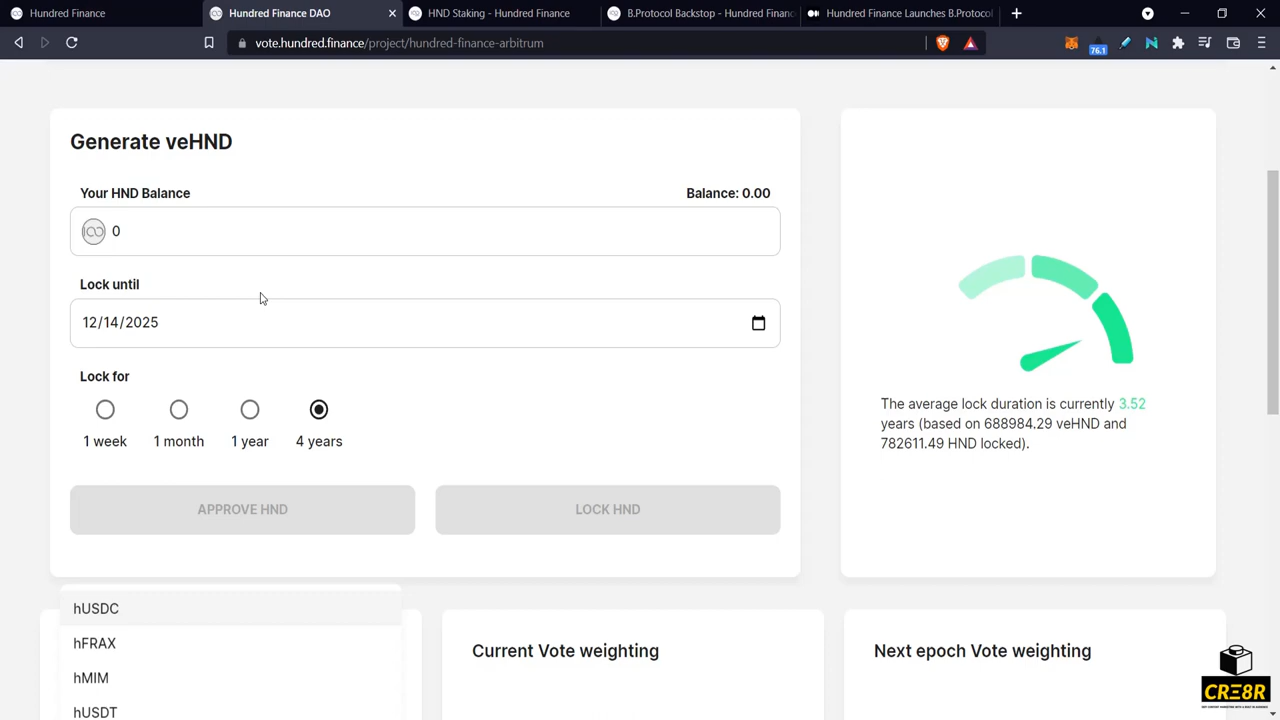 Hundred Finance
Hundred Finance DAO
HND Staking - Hundred Finance
B.Protocol Backstop - Hundred Financ
Hundred Finance Launches B.Protocol
vote.hundred.finance/project/hundred-finance-arbitrum
76.1
Generate veHND
Your HND Balance
Balance: 0.00
0
Lock until
12/14/2025
Lock for
1 week
1 month
1 year
4 years
APPROVE HND
LOCK HND
The average lock duration is currently 3.52
years (based on 688984.29 veHND and
782611.49 HND locked).
hUSDC
hFRAX
hMIM
hUSDT
Current Vote weighting
Next epoch Vote weighting
CRE8R